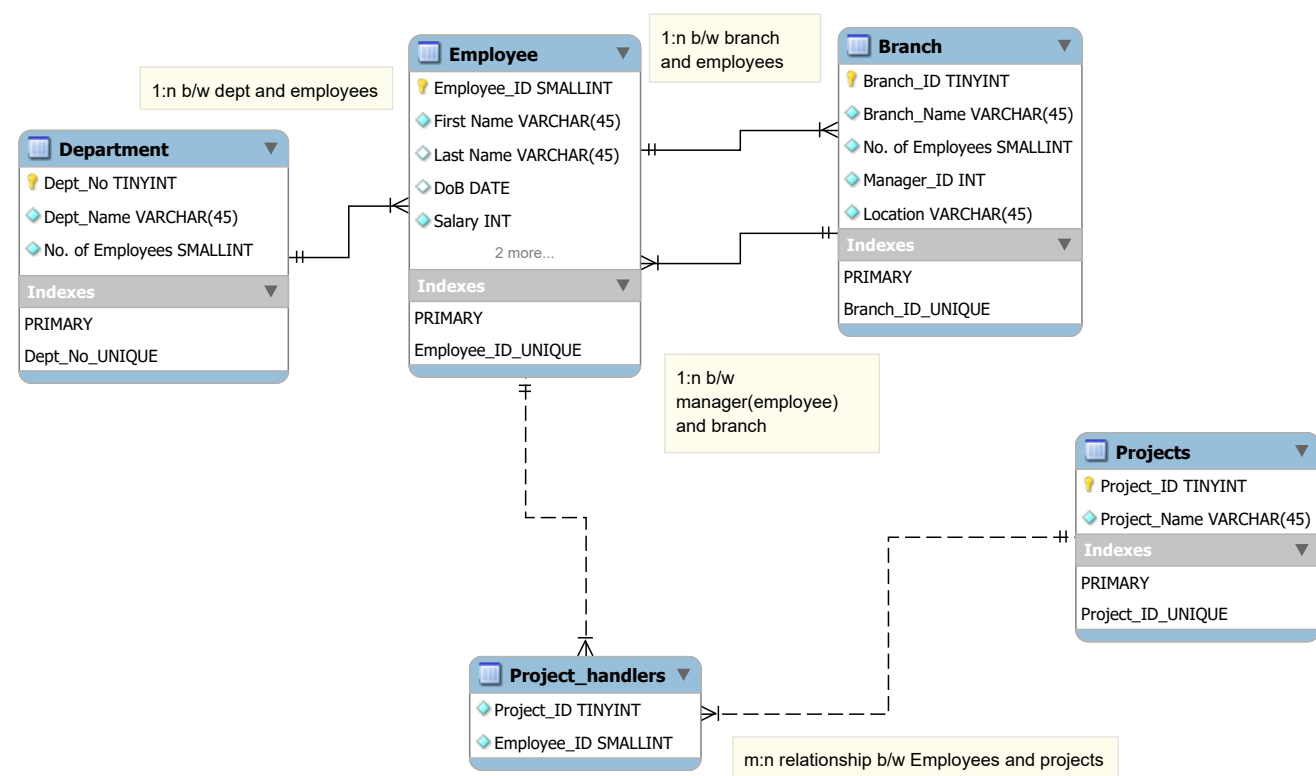 1:n b/w dept and employees
1:n b/w branch
and employees
Department
Dept_No TINYINT
Dept_Name VARCHAR(45)
No. of Employees SMALLINT
Indexes
PRIMARY
Dept_No_UNIQUE
Employee
Employee_ID SMALLINT
First Name VARCHAR(45)
Last Name VARCHAR(45)
DoB DATE
Salary INT
2 more...
Indexes
PRIMARY
Employee_ID_UNIQUE
Branch
Branch_ID TINYINT
Branch_Name VARCHAR(45)
No. of Employees SMALLINT
Manager_ID INT
Location VARCHAR(45)
Indexes
PRIMARY
Branch_ID_UNIQUE
1:n b/w
manager(employee)
and branch
Projects
Project_ID TINYINT
Project_Name VARCHAR(45)
Indexes
PRIMARY
Project_ID_UNIQUE
Project_handlers
Project_ID TINYINT
Employee_ID SMALLINT
m:n relationship b/w Employees and projects